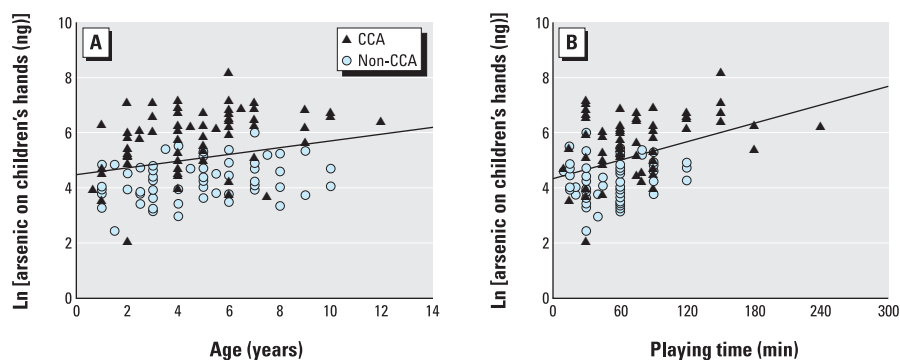 Ln [arsenic on children's hands (ng)]
10
8
6
4
2
0
A
CCA
Non-CCA
0 2 4 6 8 10 12 14
Age (years)
Ln [arsenic on children's hands (ng)]
10
8
6
4
2
0
B
0 60 120 180 240 300
Playing time (min)